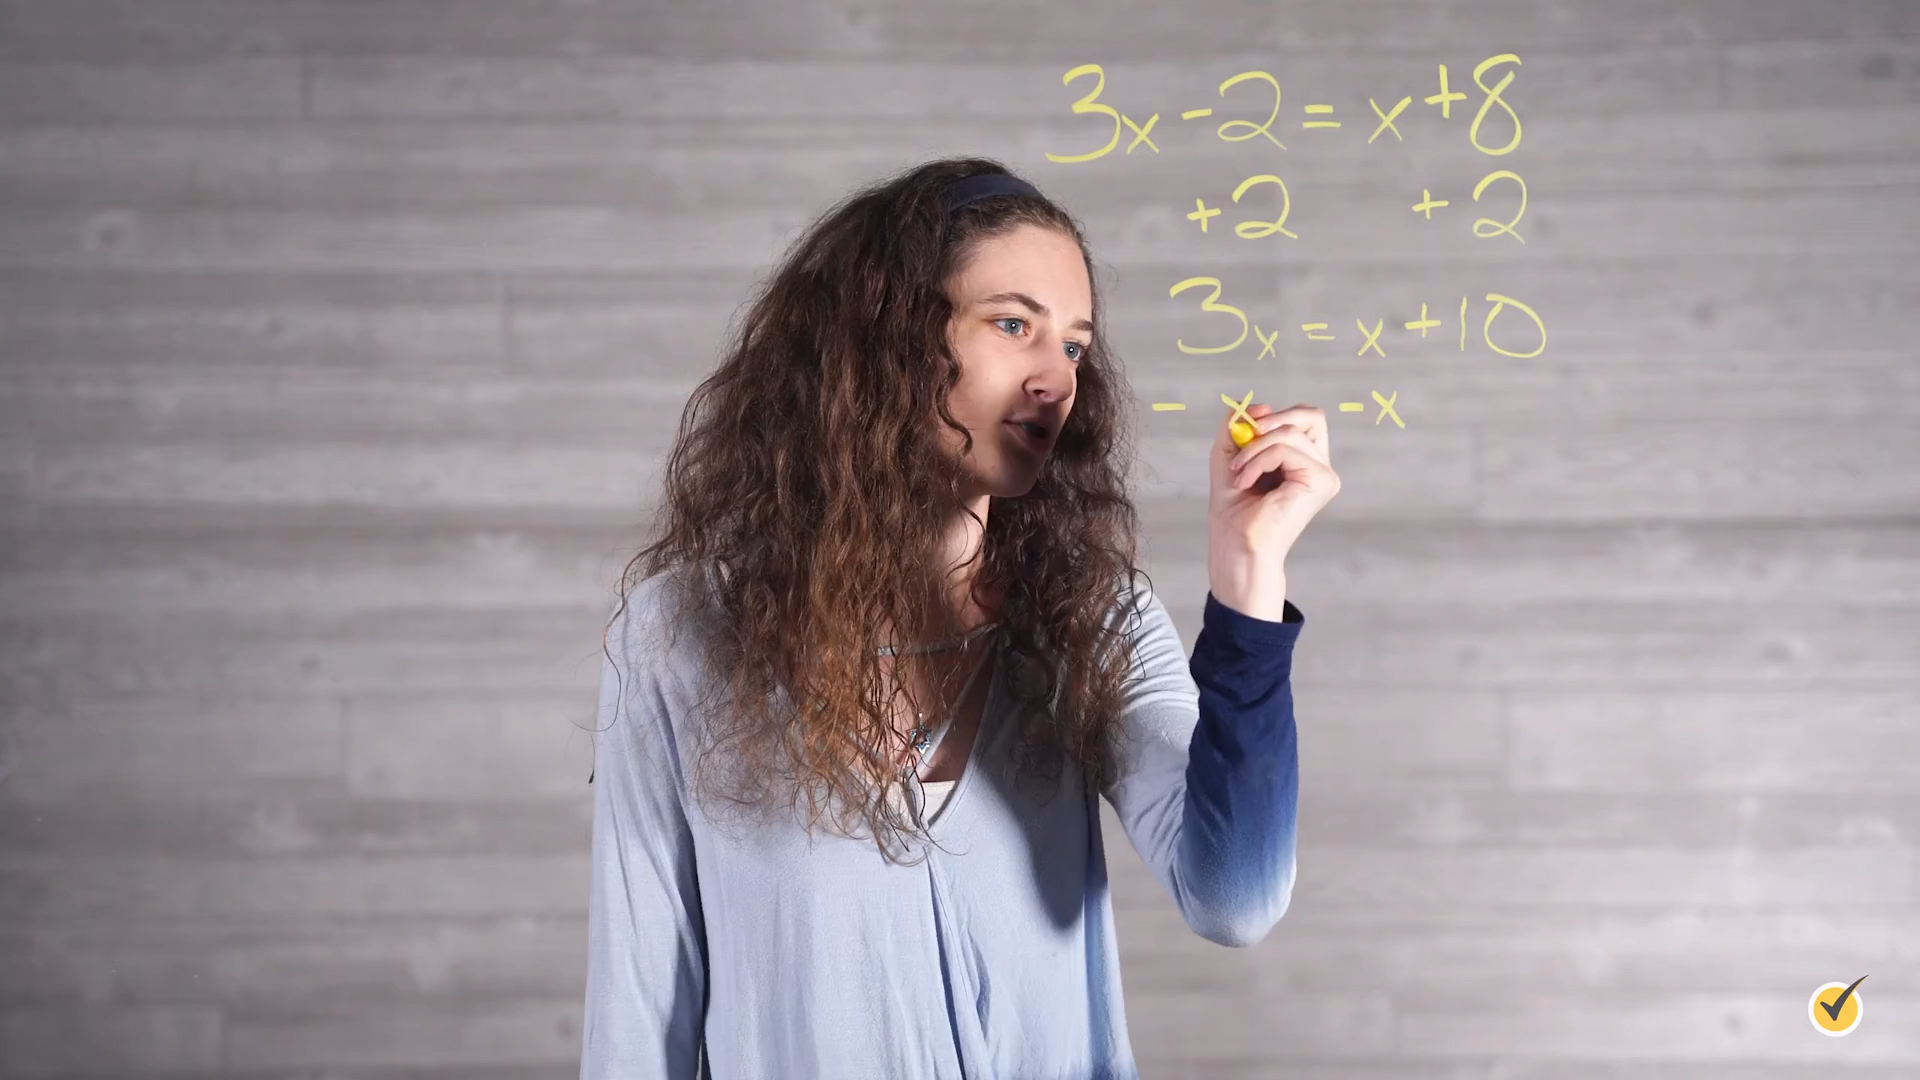 3x - 2 = x + 8
+ 2 + 2
3x = x + 10
- x - x